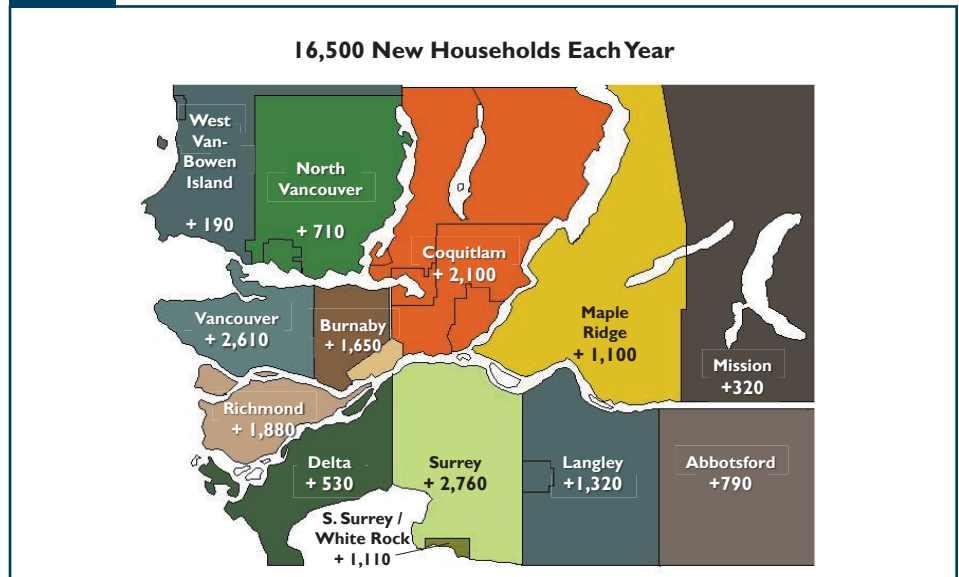 16,500 New Households Each Year
West
Van-
Bowen
Island
+ 190
North
Vancouver
+ 710
Coquitlam
+ 2,100
Vancouver
+ 2,610
Burnaby
+ 1,650
Maple
Ridge
+ 1,100
Mission
+320
Richmond
+ 1,880
Delta
+ 530
Surrey
+ 2,760
Langley
+1,320
Abbotsford
+790
S. Surrey /
White Rock
+ 1,110